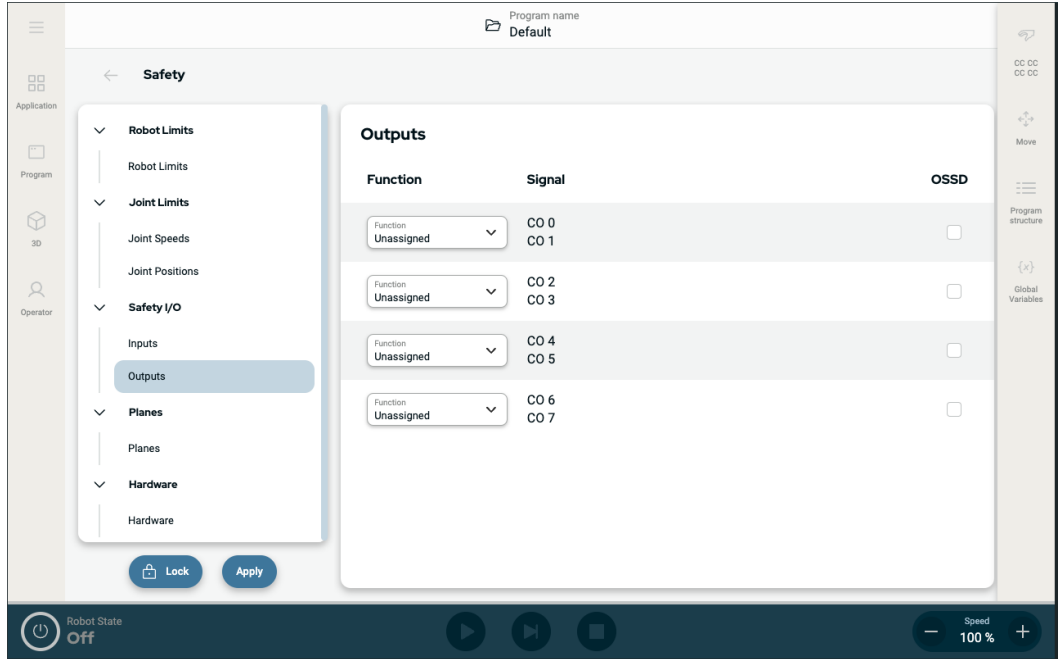 Program name
Default
Safety
Application
Program
3D
Operator
Robot Limits
Robot Limits
Joint Limits
Joint Speeds
Joint Positions
Safety I/O
Inputs
Outputs
Planes
Planes
Hardware
Hardware
Lock
Apply
Outputs
Function
Signal
OSSD
Function
Unassigned
CO 0
CO 1
Function
Unassigned
CO 2
CO 3
Function
Unassigned
CO 4
CO 5
Function
Unassigned
CO 6
CO 7
CC CC
CC CC
Move
Program
structure
{x}
Global
Variables
Robot State
Off
Speed
100 %